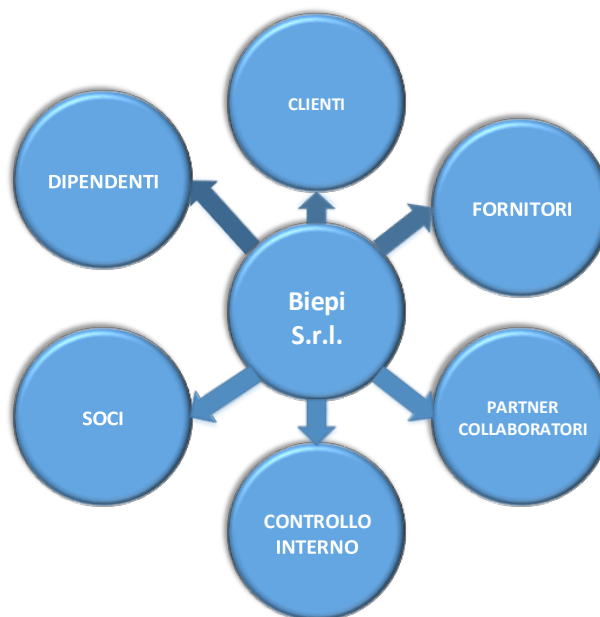 CLIENTI
DIPENDENTI
FORNITORI
Biepi
S.r.l.
SOCI
PARTNER
COLLABORATORI
CONTROLLO
INTERNO